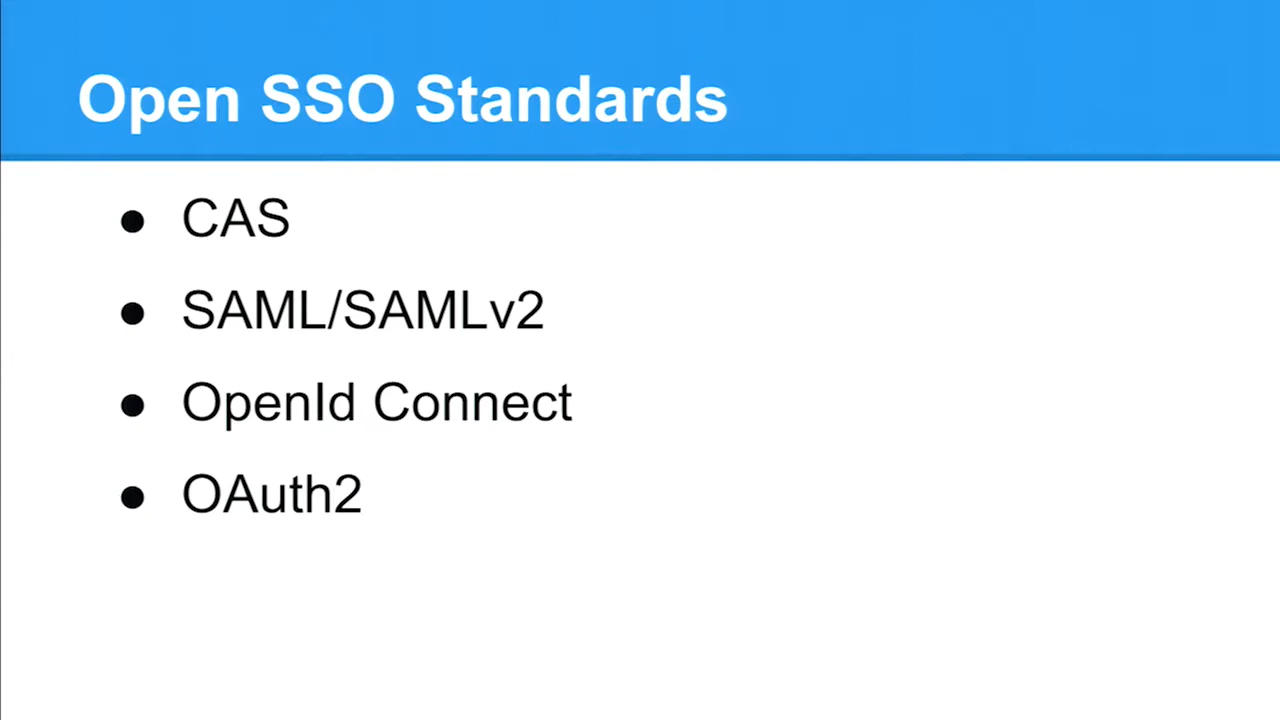 Open SSO Standards
● CAS
● SAML/SAMLv2
● OpenId Connect
● OAuth2